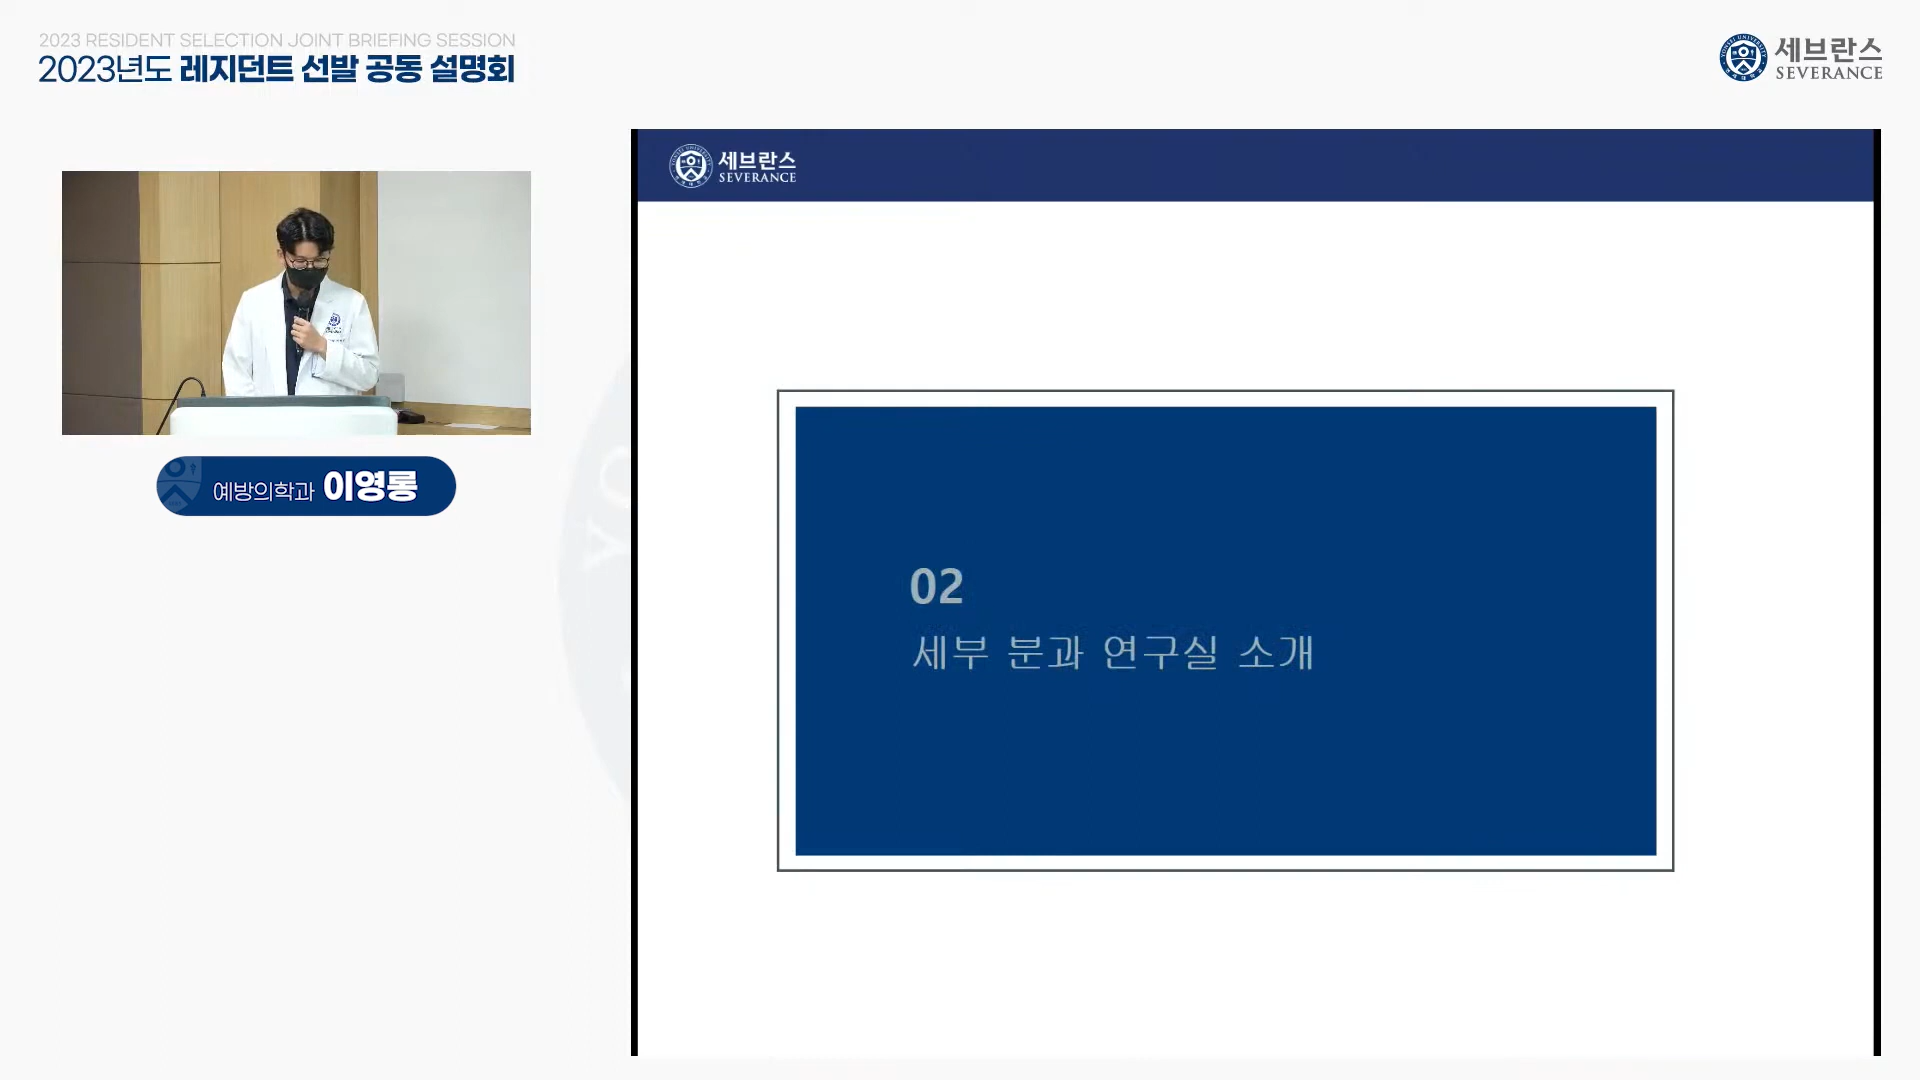 2023 RESIDENT SELECTION JOINT BRIEFING SESSION
2023년도 레지던트 선발 공동 설명회
세브란스
SEVERANCE
세브란스
SEVERANCE
예방의학과 이영롱
02
세부 분과 연구실 소개